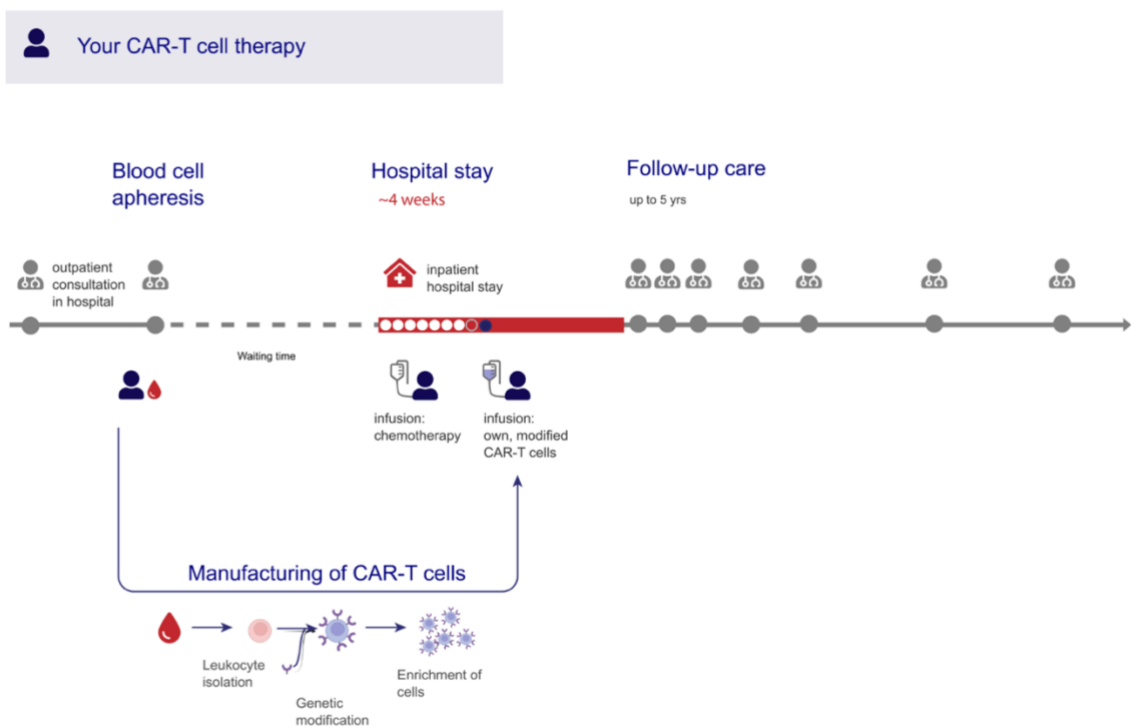 Your CAR-T cell therapy
Blood cell
apheresis
Hospital stay
~4 weeks
Follow-up care
up to 5 yrs
outpatient
consultation
in hospital
inpatient
hospital stay
Waiting time
infusion:
chemotherapy
infusion:
own, modified
CAR-T cells
Manufacturing of CAR-T cells
Leukocyte
isolation
Genetic
modification
Enrichment of
cells